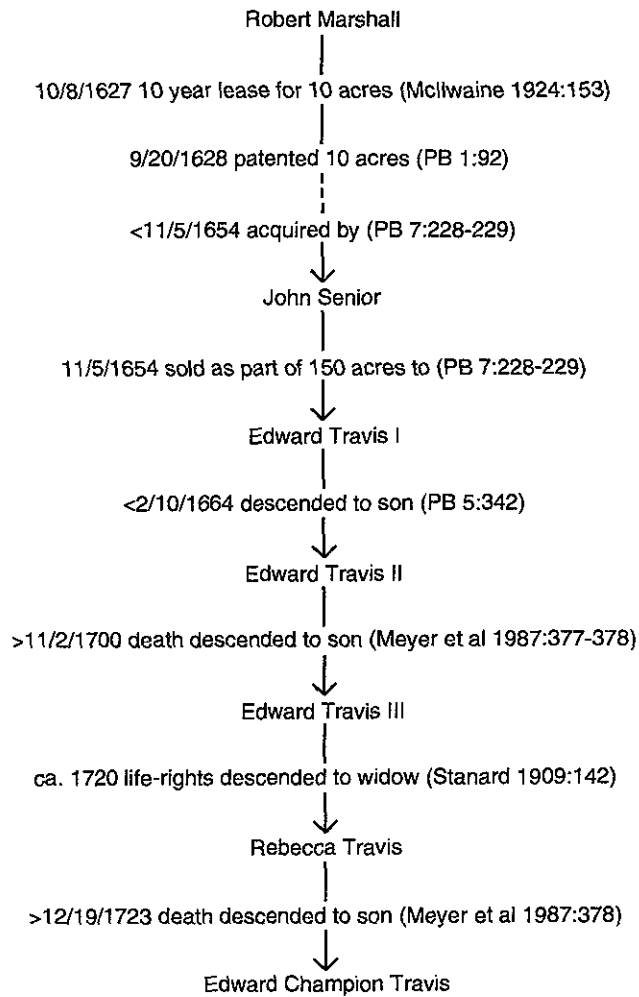 Robert Marshall
10/8/1627 10 year lease for 10 acres (McIlwaine 1924:153)
9/20/1628 patented 10 acres (PB 1:92)
<11/5/1654 acquired by (PB 7:228-229)
John Senior
11/5/1654 sold as part of 150 acres to (PB 7:228-229)
Edward Travis I
<2/10/1664 descended to son (PB 5:342)
Edward Travis II
>11/2/1700 death descended to son (Meyer et al 1987:377-378)
Edward Travis III
ca. 1720 life-rights descended to widow (Stanard 1909:142)
Rebecca Travis
>12/19/1723 death descended to son (Meyer et al 1987:378)
Edward Champion Travis